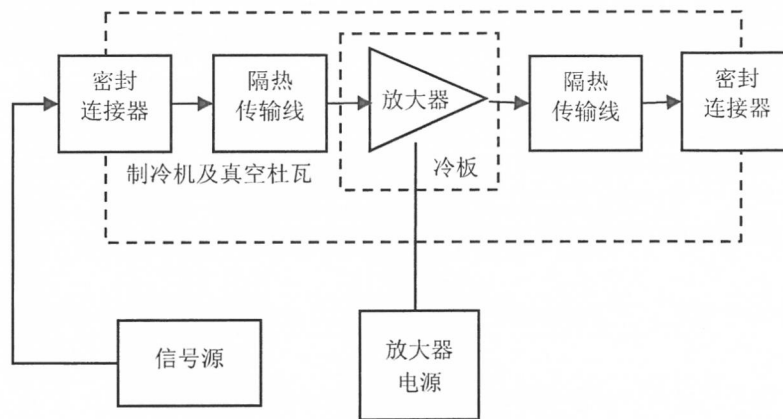 密封
连接器
隔热
传输线
放大器
隔热
传输线
密封
连接器
制冷机及真空杜瓦
冷板
信号源
放大器
电源